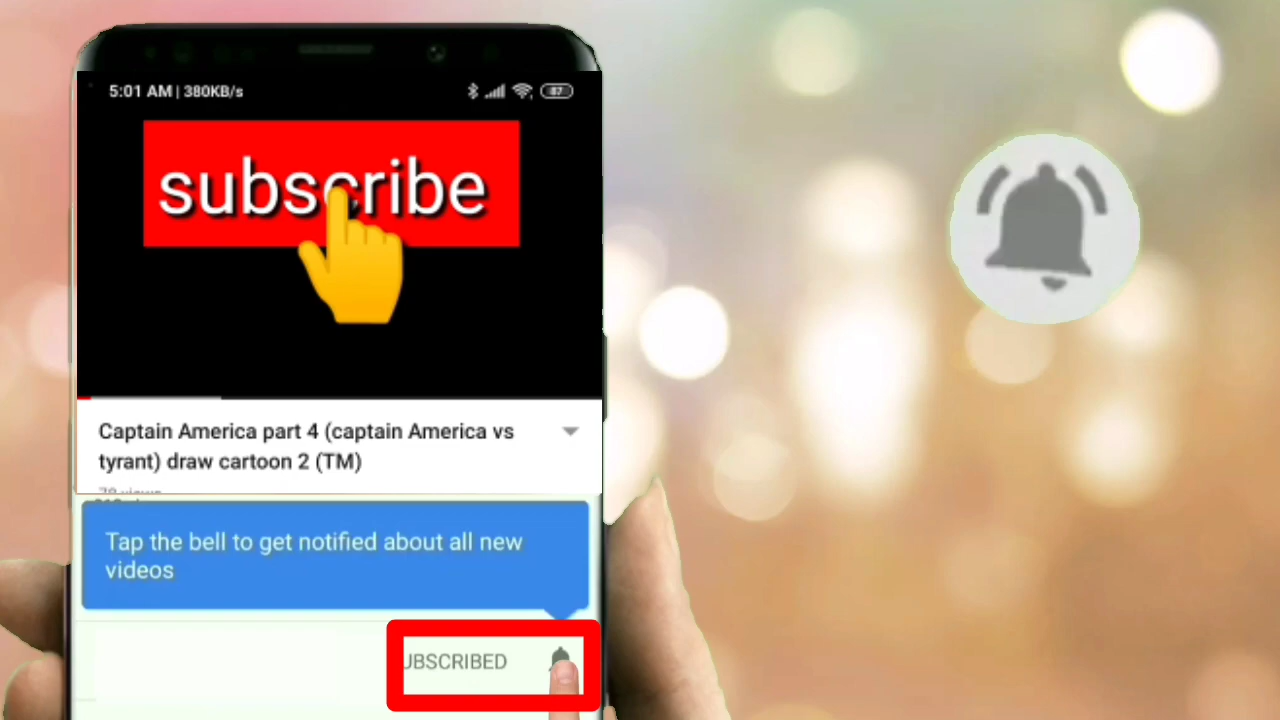 5:01 AM | 380KB/s
87
subscribe
Captain America part 4 (captain America vs
tyrant) draw cartoon 2 (TM)
Tap the bell to get notified about all new
videos
UBSCRIBED